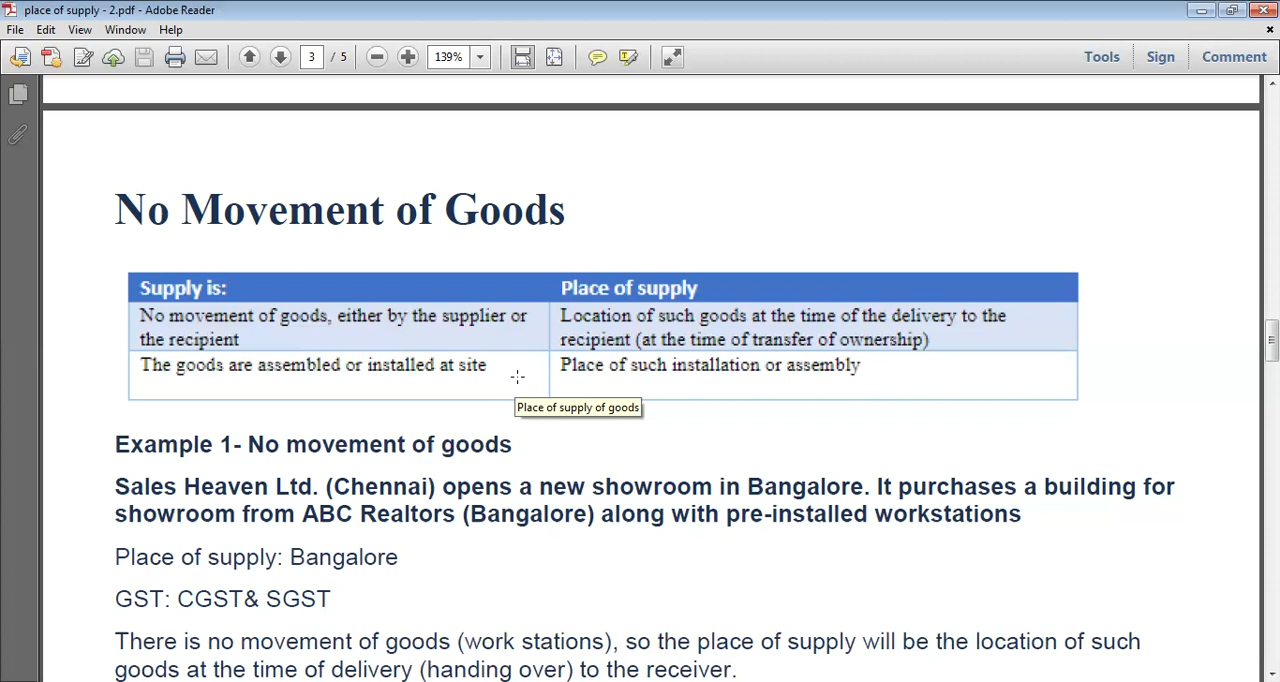 place of supply - 2.pdf - Adobe Reader
File Edit View Window Help
3 / 5 139% Tools Sign Comment
No Movement of Goods
Supply is: Place of supply
No movement of goods, either by the supplier or Location of such goods at the time of the delivery to the
the recipient recipient (at the time of transfer of ownership)
The goods are assembled or installed at site Place of such installation or assembly
Place of supply of goods
Example 1- No movement of goods
Sales Heaven Ltd. (Chennai) opens a new showroom in Bangalore. It purchases a building for
showroom from ABC Realtors (Bangalore) along with pre-installed workstations
Place of supply: Bangalore
GST: CGST& SGST
There is no movement of goods (work stations), so the place of supply will be the location of such
goods at the time of delivery (handing over) to the receiver.